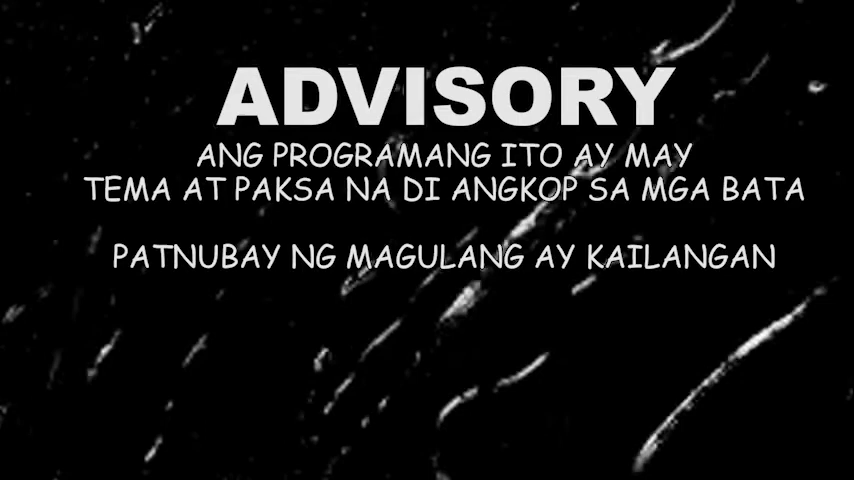 ADVISORY
ANG PROGRAMANG ITO AY MAY
TEMA AT PAKSA NA DI ANGKOP SA MGA BATA
PATNUBAY NG MAGULANG AY KAILANGAN